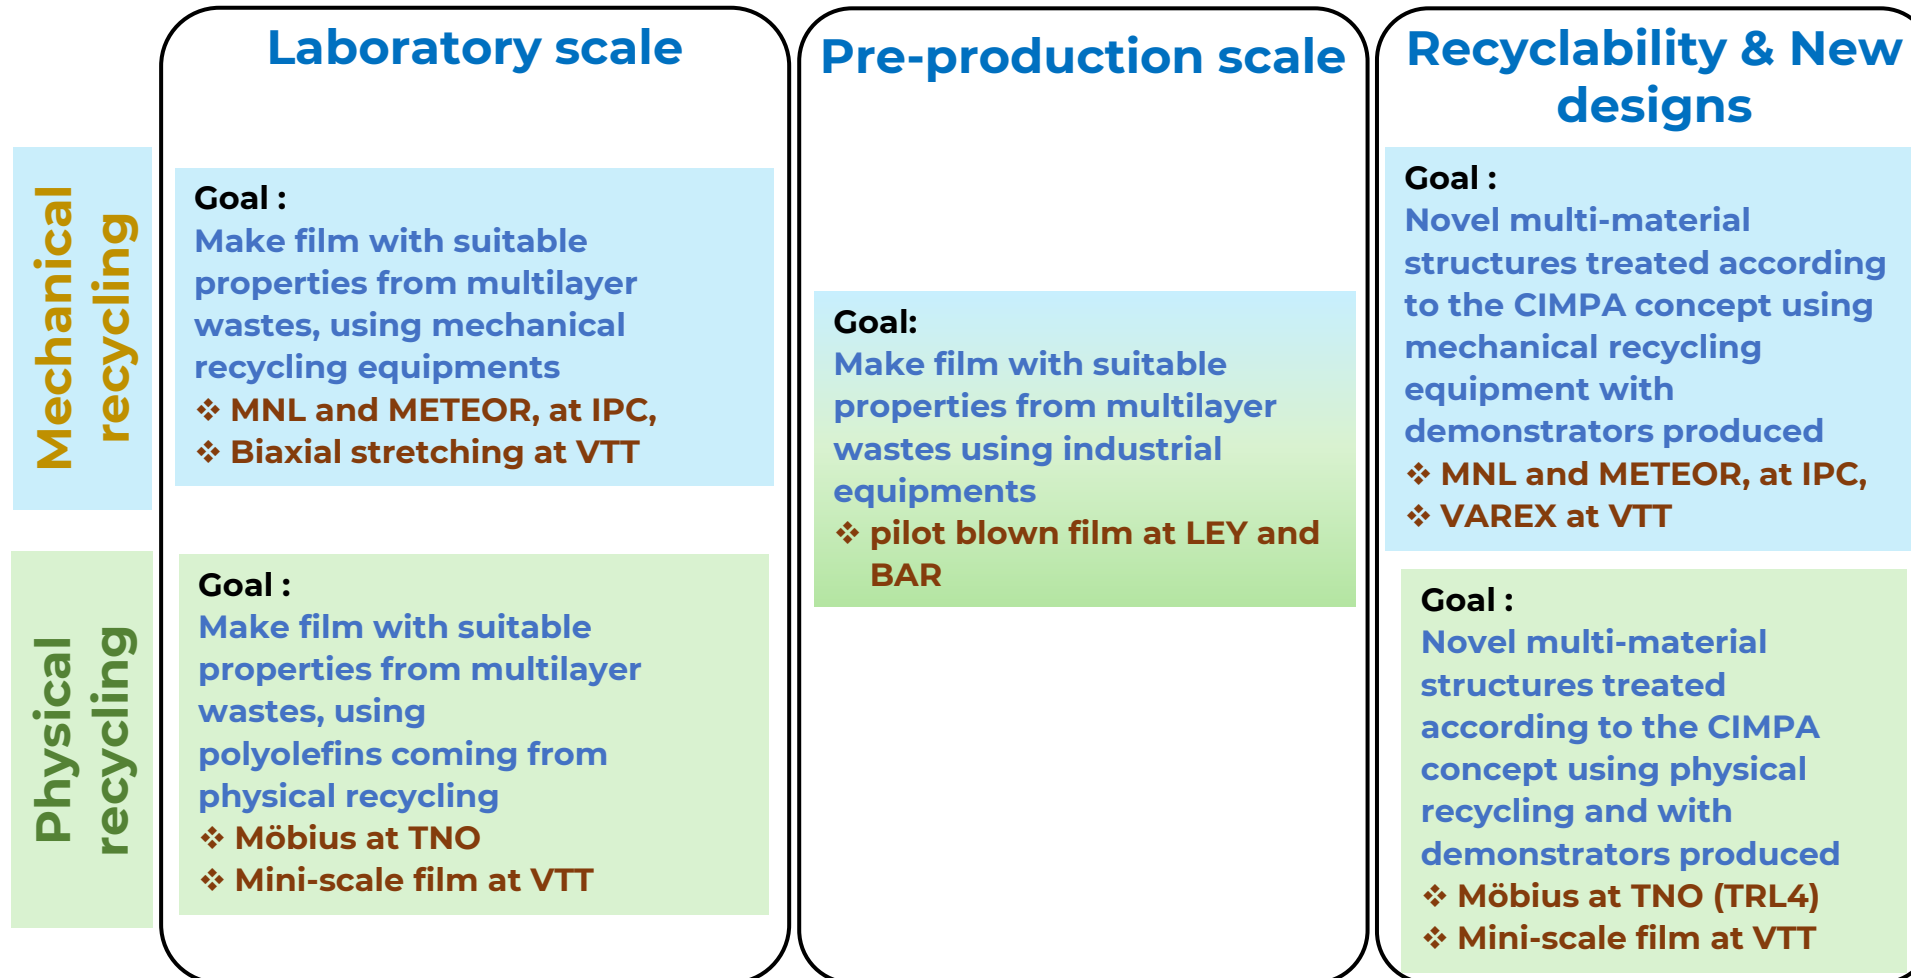 Laboratory scale
Pre-production scale
Recyclability & New
designs
Mechanical
recycling
Goal :
Make film with suitable
properties from multilayer
wastes, using mechanical
recycling equipments
❖ MNL and METEOR, at IPC,
❖ Biaxial stretching at VTT
Goal:
Make film with suitable
properties from multilayer
wastes using industrial
equipments
❖ pilot blown film at LEY and
BAR
Goal :
Novel multi-material
structures treated according
to the CIMPA concept using
mechanical recycling
equipment with
demonstrators produced
❖ MNL and METEOR, at IPC,
❖ VAREX at VTT
Physical
recycling
Goal :
Make film with suitable
properties from multilayer
wastes, using
polyolefins coming from
physical recycling
❖ Möbius at TNO
❖ Mini-scale film at VTT
Goal :
Novel multi-material
structures treated
according to the CIMPA
concept using physical
recycling and with
demonstrators produced
❖ Möbius at TNO (TRL4)
❖ Mini-scale film at VTT